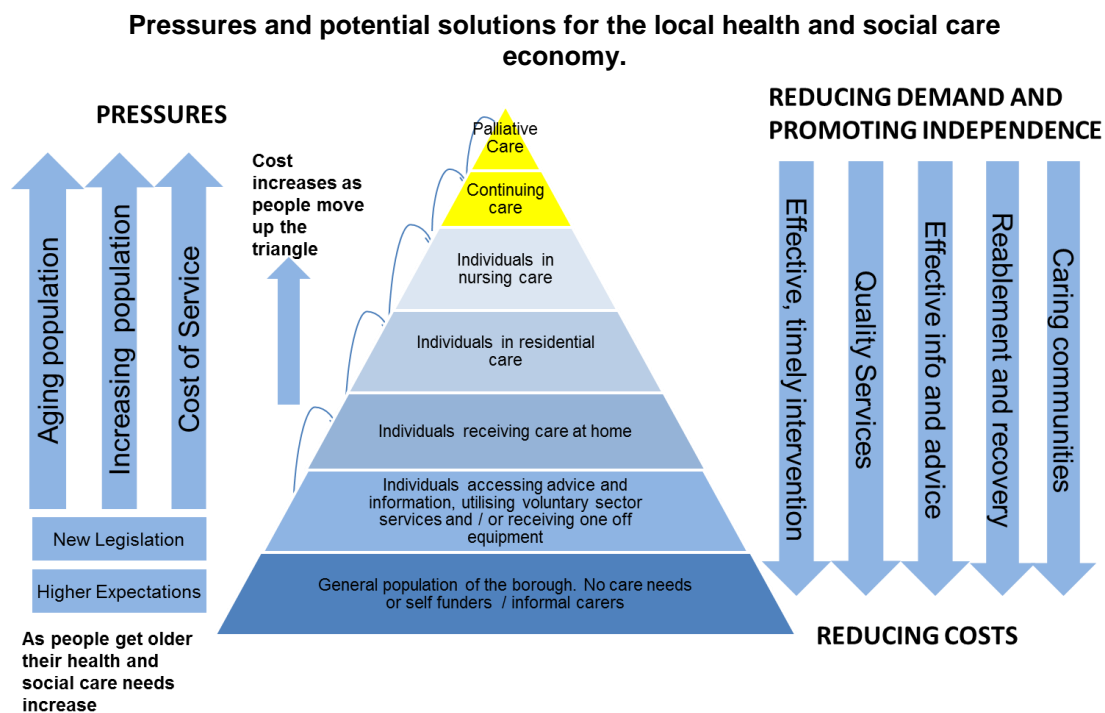 Pressures and potential solutions for the local health and social care
economy.
PRESSURES
Aging population
Increasing population
Cost of Service
New Legislation
Higher Expectations
As people get older
their health and
social care needs
increase
Cost
increases as
people move
up the
triangle
Palliative
Care
Continuing
care
Individuals in
nursing care
Individuals in residential
care
Individuals receiving care at home
Individuals accessing advice and
information, utilising voluntary sector
services and / or receiving one off
equipment
General population of the borough. No care needs
or self funders / informal carers
REDUCING DEMAND AND
PROMOTING INDEPENDENCE
Effective, timely intervention
Quality Services
Effective info and advice
Reablement and recovery
Caring communities
REDUCING COSTS